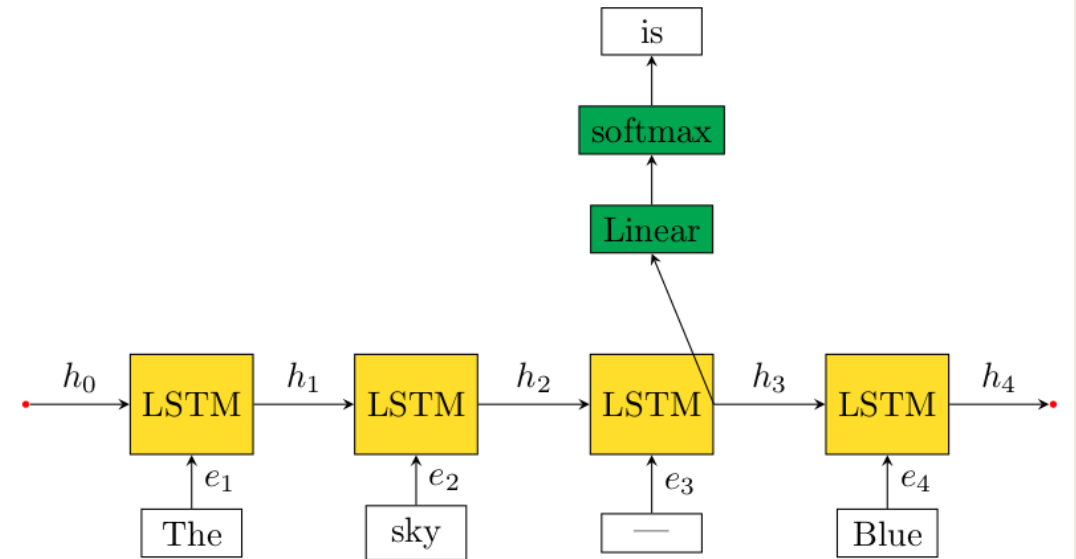 is
softmax
Linear
h₀ LSTM h₁ LSTM h₂ LSTM h₃ LSTM h₄
e₁ e₂ e₃ e₄
The sky — Blue